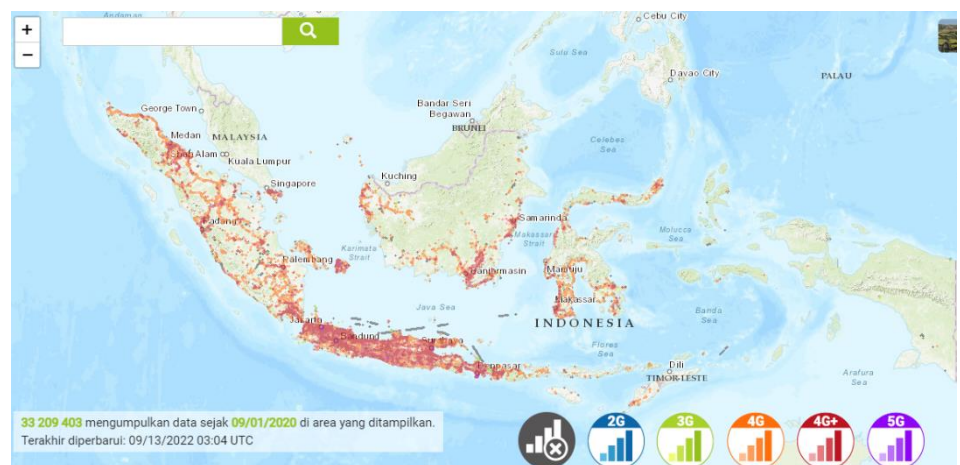 Andaman
Cebu City
+
−
Sulu Sea
Davao City
PALAU
George Town
Bandar Seri
Begawan
BRUNEI
Medan
MALAYSIA
Celebes
Sea
Shah Alam
Kuala Lumpur
Kuching
Singapore
Samarinda
Padang
Molucca
Sea
Makassar
Strait
Karimata
Strait
Palembang
Banjermasin
Mamuju
Makassar
Java Sea
Banda
Sea
Jakarta
INDONESIA
Bandung
Surabaya
Flores
Sea
Denpasar
Dili
TIMOR-LESTE
Arafura
Sea
33 209 403 mengumpulkan data sejak 09/01/2020 di area yang ditampilkan.
Terakhir diperbarui: 09/13/2022 03:04 UTC
2G
3G
4G
4G+
5G